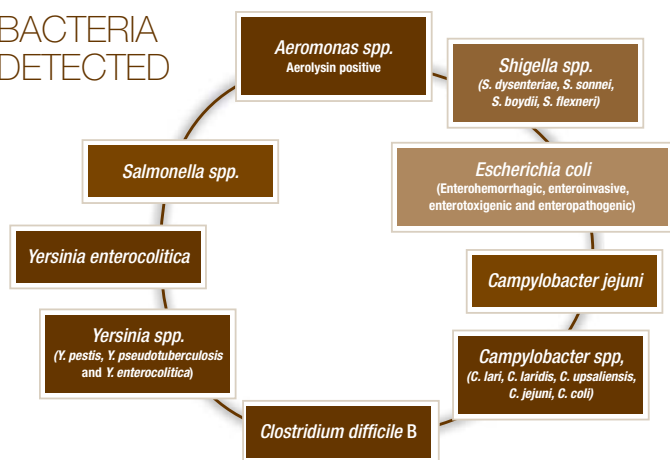 BACTERIA
DETECTED
Aeromonas spp.
Aerolysin positive
Shigella spp.
(S. dysenteriae, S. sonnei,
S. boydii, S. flexneri)
Salmonella spp.
Escherichia coli
(Enterohemorrhagic, enteroinvasive,
enterotoxigenic and enteropathogenic)
Yersinia enterocolitica
Campylobacter jejuni
Yersinia spp.
(Y. pestis, Y. pseudotuberculosis
and Y. enterocolitica)
Campylobacter spp,
(C. lari, C. laridis, C. upsaliensis,
C. jejuni, C. coli)
Clostridium difficile B